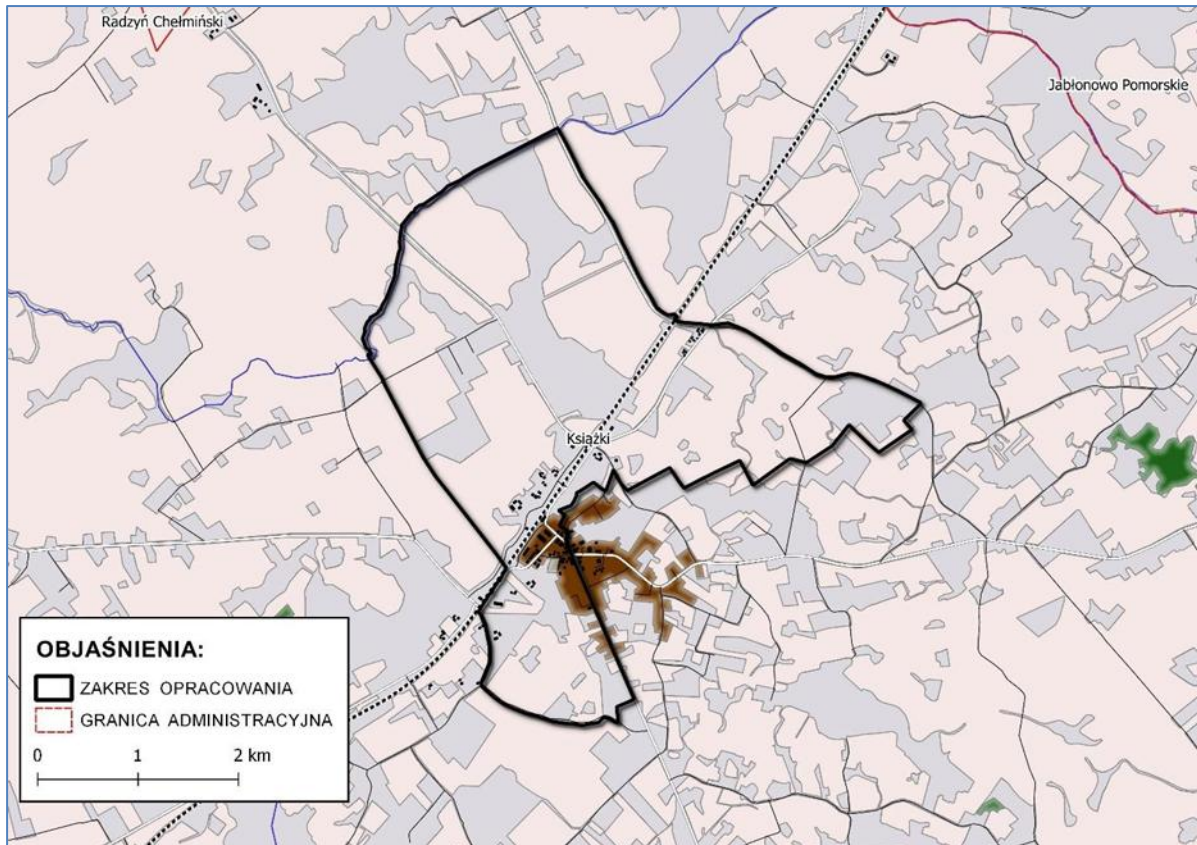 Radzyń Chełmiński
Jabłonowo Pomorskie
Książki
OBJAŚNIENIA:
ZAKRES OPRACOWANIA
GRANICA ADMINISTRACYJNA
0 1 2 km